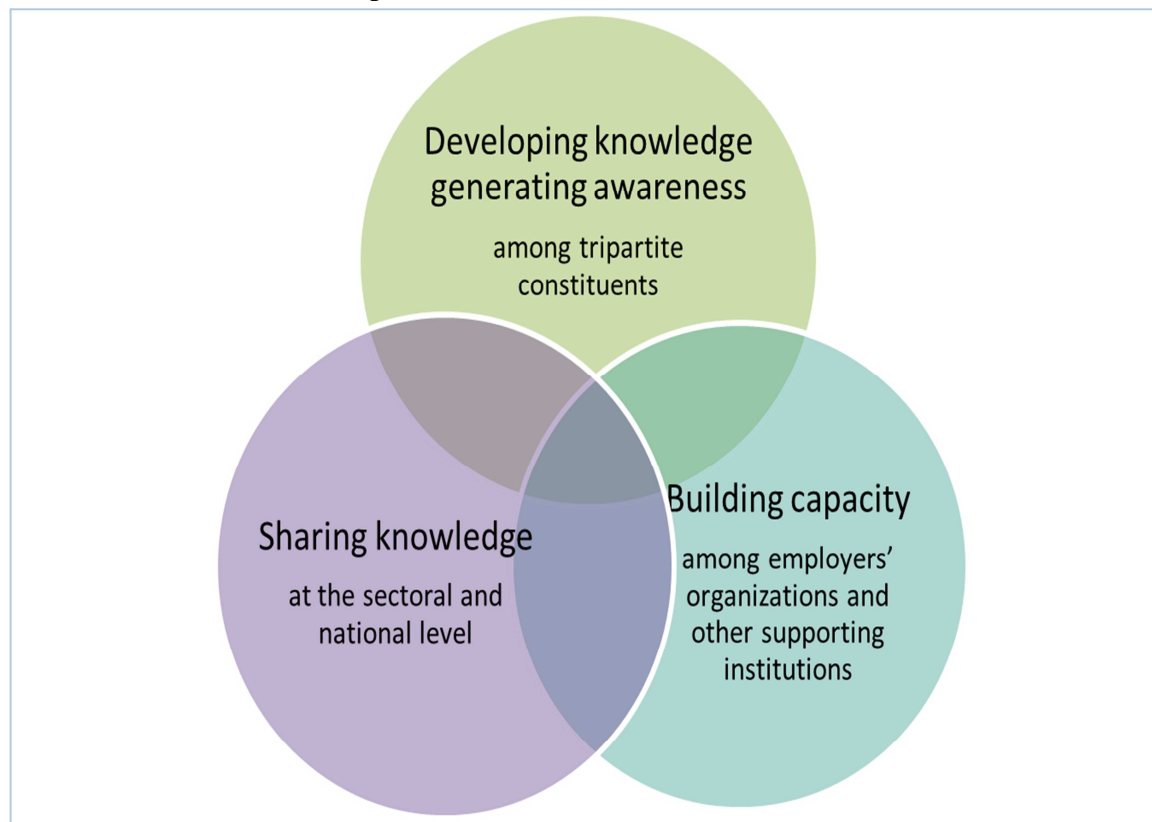 Developing knowledge
generating awareness
among tripartite
constituents
Sharing knowledge
at the sectoral and
national level
Building capacity
among employers’
organizations and
other supporting
institutions